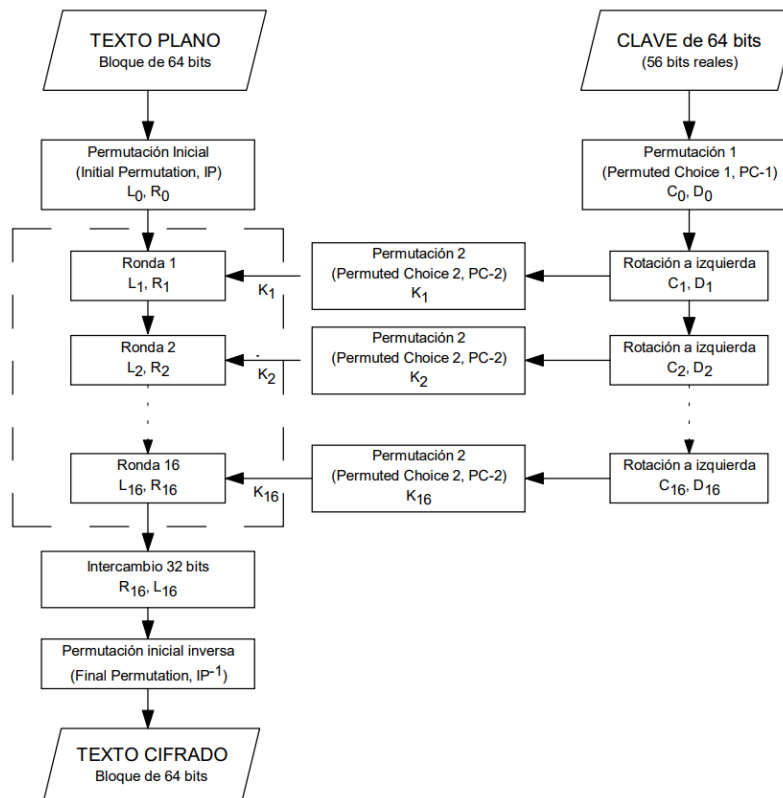 TEXTO PLANO
Bloque de 64 bits
CLAVE de 64 bits
(56 bits reales)
Permutación Inicial
(Initial Permutation, IP)
L0, R0
Permutación 1
(Permuted Choice 1, PC-1)
C0, D0
Ronda 1
L1, R1
K1
Permutación 2
(Permuted Choice 2, PC-2)
K1
Rotación a izquierda
C1, D1
Ronda 2
L2, R2
K2
Permutación 2
(Permuted Choice 2, PC-2)
K2
Rotación a izquierda
C2, D2
Ronda 16
L16, R16
K16
Permutación 2
(Permuted Choice 2, PC-2)
K16
Rotación a izquierda
C16, D16
Intercambio 32 bits
R16, L16
Permutación inicial inversa
(Final Permutation, IP-1)
TEXTO CIFRADO
Bloque de 64 bits